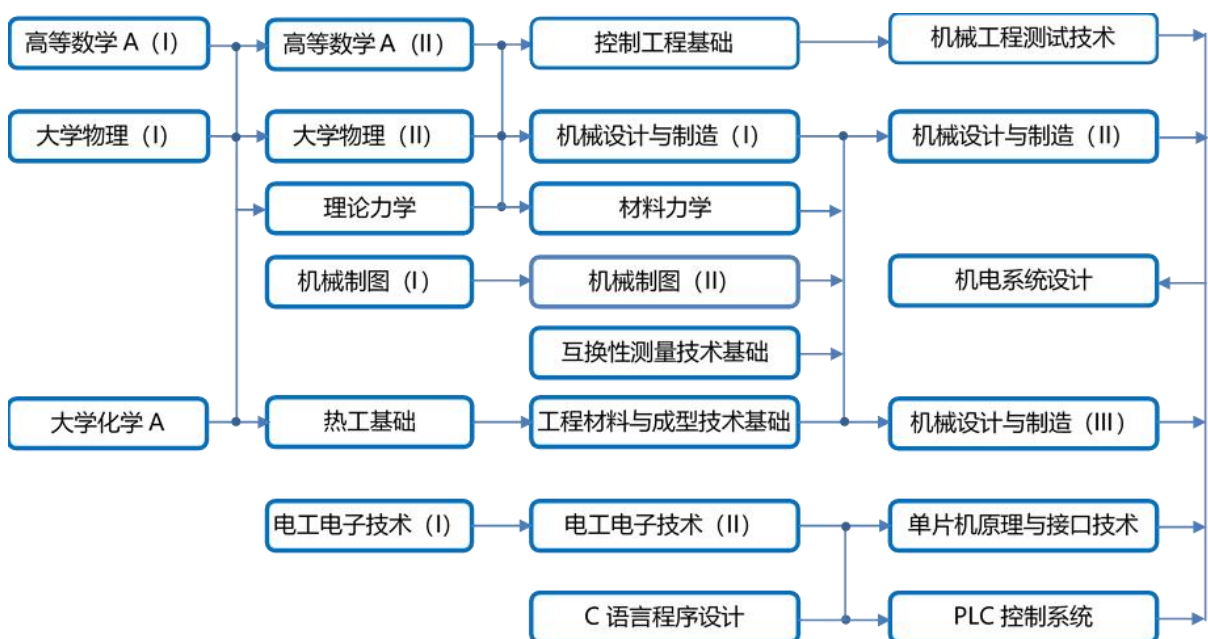 高等数学 A（I）
高等数学 A（II）
控制工程基础
机械工程测试技术
大学物理（I）
大学物理（II）
机械设计与制造（I）
机械设计与制造（II）
理论力学
材料力学
机械制图（I）
机械制图（II）
机电系统设计
互换性测量技术基础
大学化学 A
热工基础
工程材料与成型技术基础
机械设计与制造（III）
电工电子技术（I）
电工电子技术（II）
单片机原理与接口技术
C 语言程序设计
PLC 控制系统